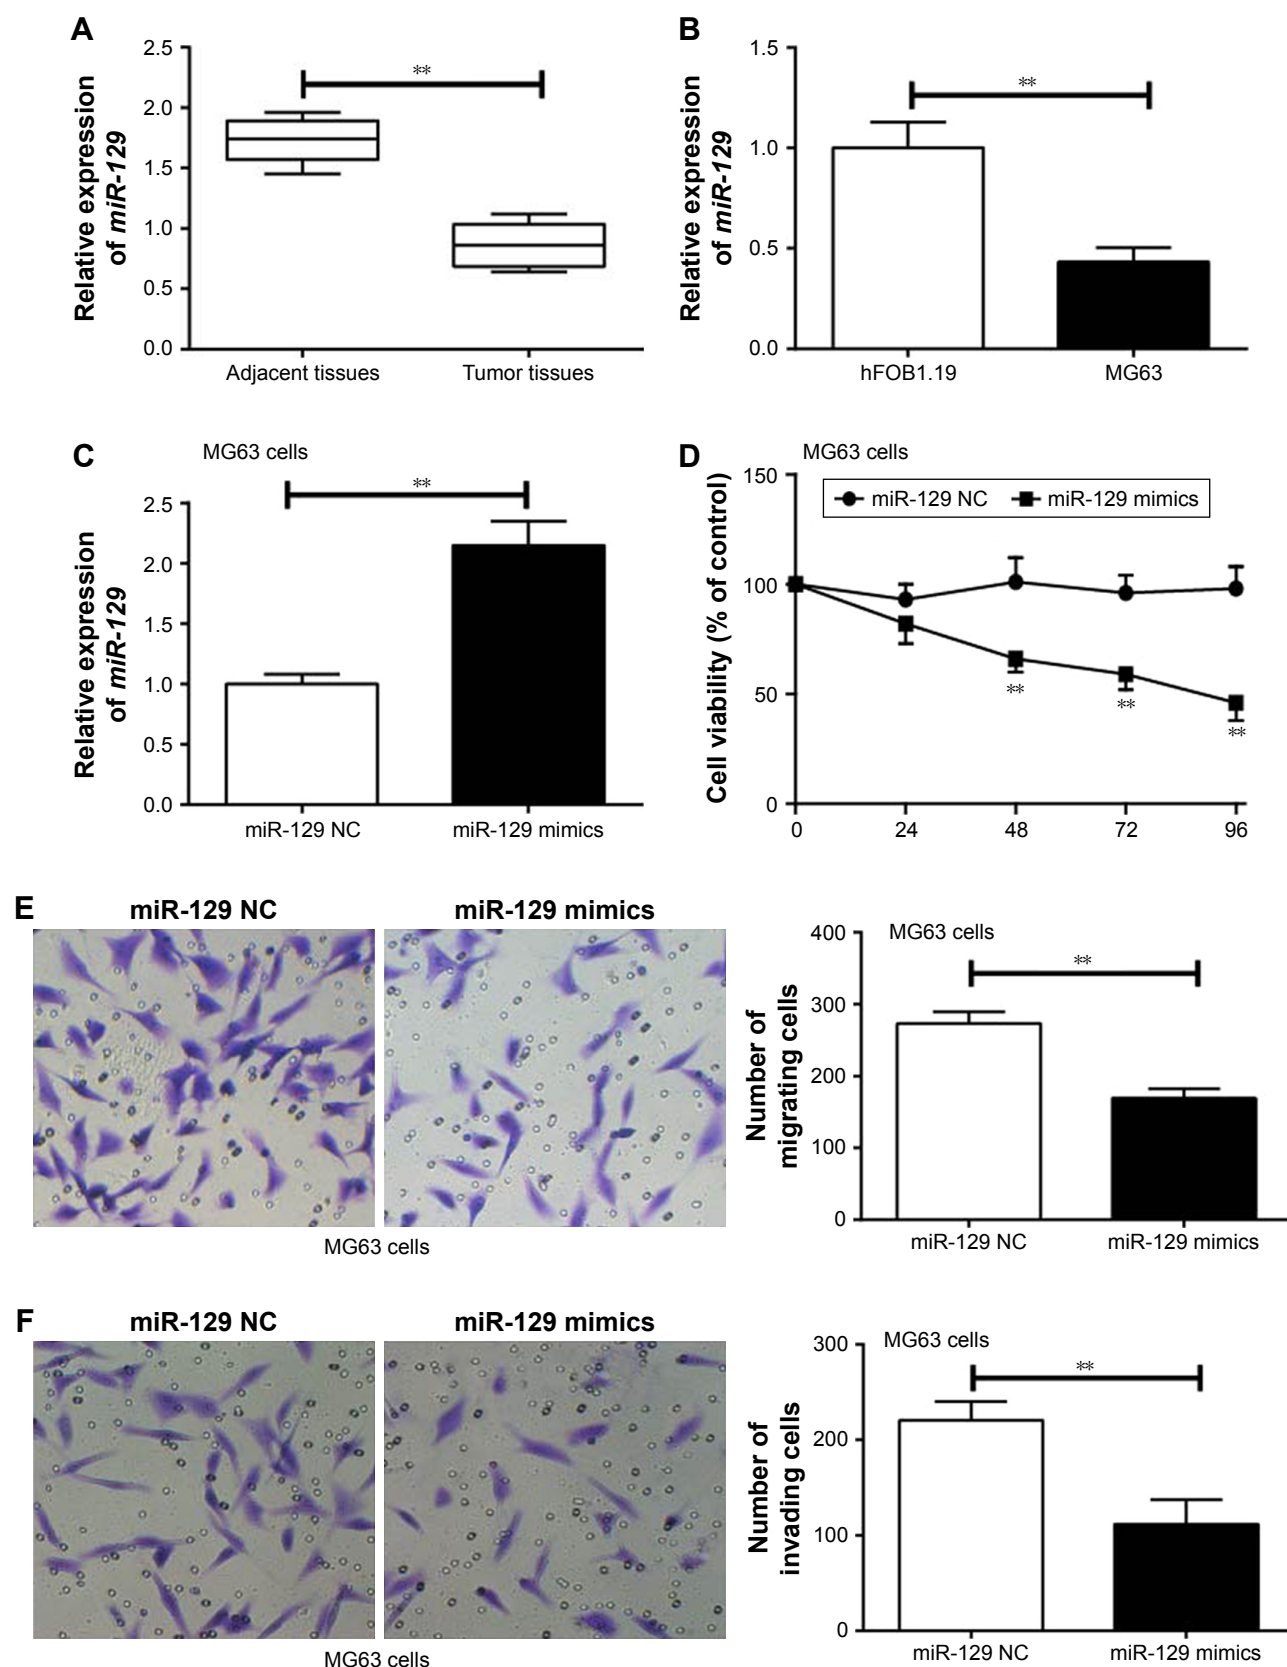 A
Relative expression
of miR-129
2.5
2.0
1.5
1.0
0.5
0.0
**
Adjacent tissues
Tumor tissues
B
Relative expression
of miR-129
1.5
1.0
0.5
0.0
**
hFOB1.19
MG63
C
MG63 cells
Relative expression
of miR-129
2.5
2.0
1.5
1.0
0.5
0.0
**
miR-129 NC
miR-129 mimics
D
MG63 cells
Cell viability (% of control)
150
100
50
0
miR-129 NC
miR-129 mimics
**
**
**
0
24
48
72
96
E
miR-129 NC
miR-129 mimics
MG63 cells
Number of
migrating cells
400
300
200
100
0
MG63 cells
**
miR-129 NC
miR-129 mimics
F
miR-129 NC
miR-129 mimics
MG63 cells
Number of
invading cells
300
200
100
0
MG63 cells
**
miR-129 NC
miR-129 mimics